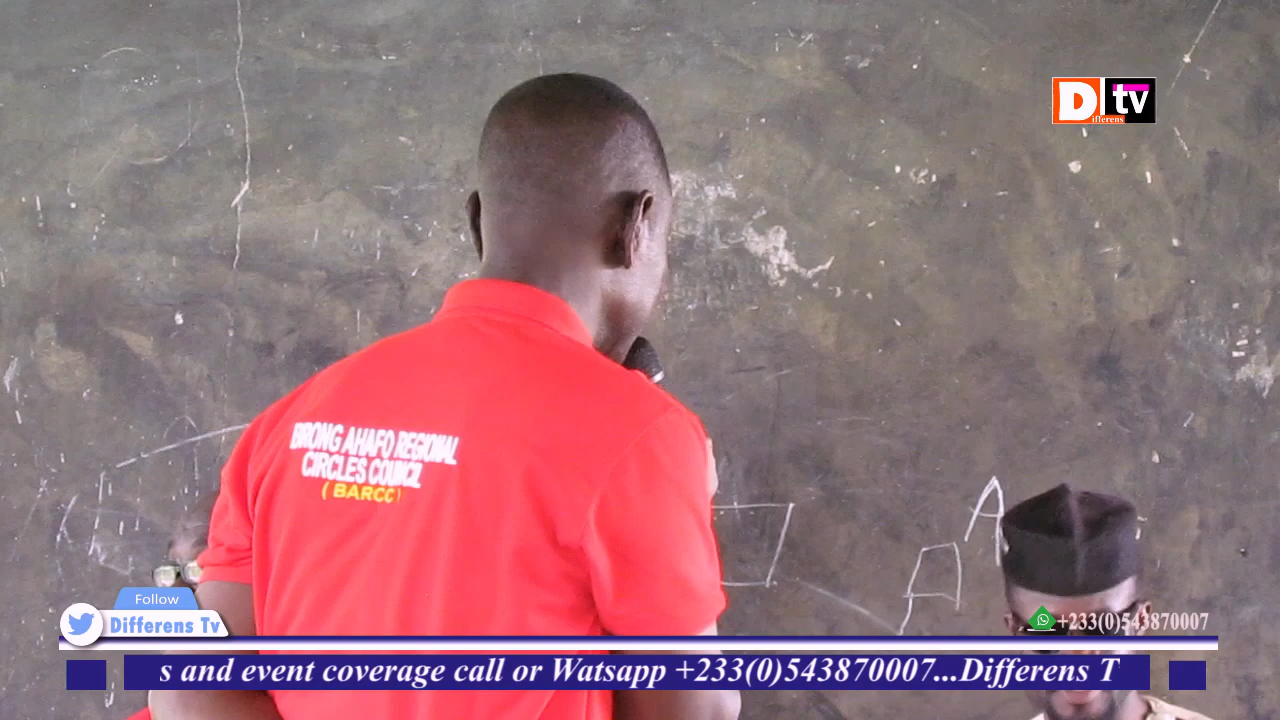 Differens
tv
BRONG AHAFO REGIONAL
CIRCLES COUNCIL
( BARCC )
A
A
Follow
Differens Tv
+233(0)543870007
s and event coverage call or Watsapp +233(0)543870007...Differens T